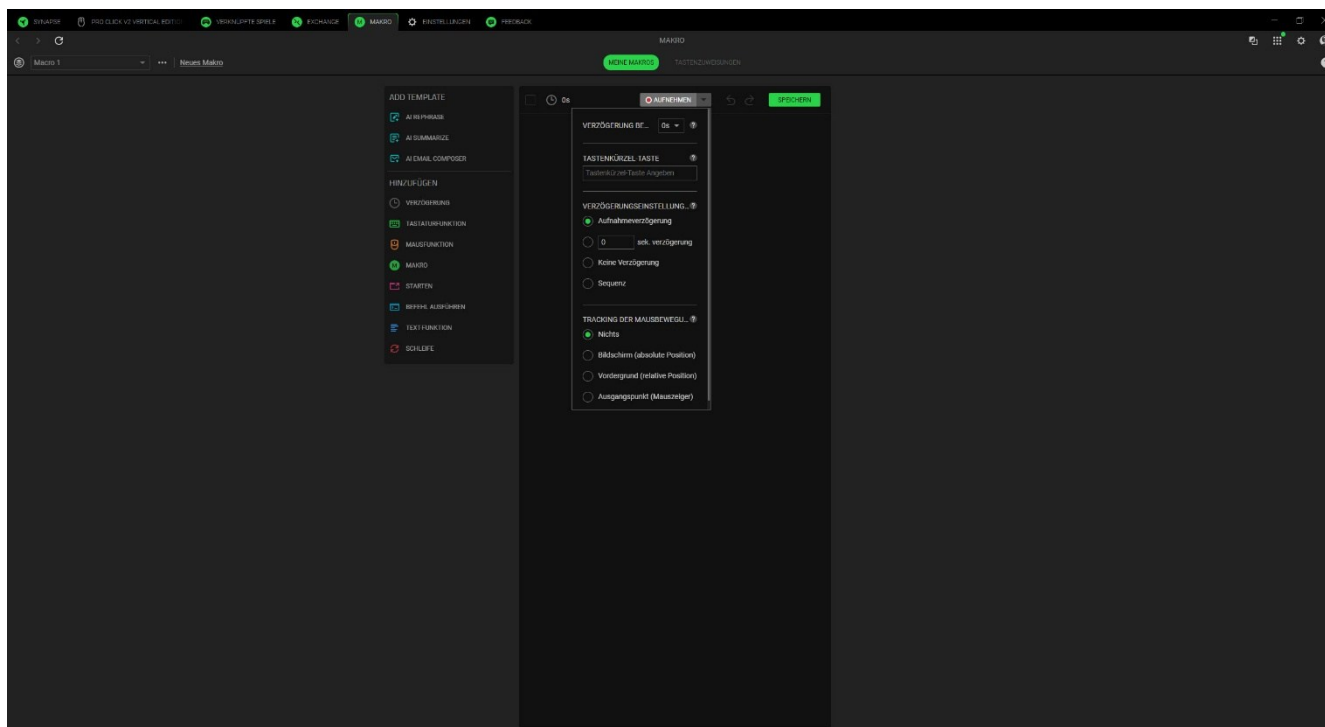 SYNAPSE
PRO CLICK V2 VERTICAL EDITIO
VERKNÜPFTE SPIELE
EXCHANGE
MAKRO
EINSTELLUNGEN
FEEDBACK
MAKRO
Macro 1
Neues Makro
MEINE MAKROS
TASTENZUWEISUNGEN
ADD TEMPLATE
AI REPHRASE
AI SUMMARIZE
AI EMAIL COMPOSER
HINZUFÜGEN
VERZÖGERUNG
TASTATURFUNKTION
MAUSFUNKTION
MAKRO
STARTEN
BEFEHL AUSFÜHREN
TEXT FUNKTION
SCHLEIFE
0s
AUFNEHMEN
SPEICHERN
VERZÖGERUNG BE... 0s
TASTENKÜRZEL-TASTE
Tastenkürzel-Taste Angeben
VERZÖGERUNGSEINSTELLUNG...
Aufnahmeverzögerung
0 sek. verzögerung
Keine Verzögerung
Sequenz
TRACKING DER MAUSBEWEGU...
Nichts
Bildschirm (absolute Position)
Vordergrund (relative Position)
Ausgangspunkt (Mauszeiger)